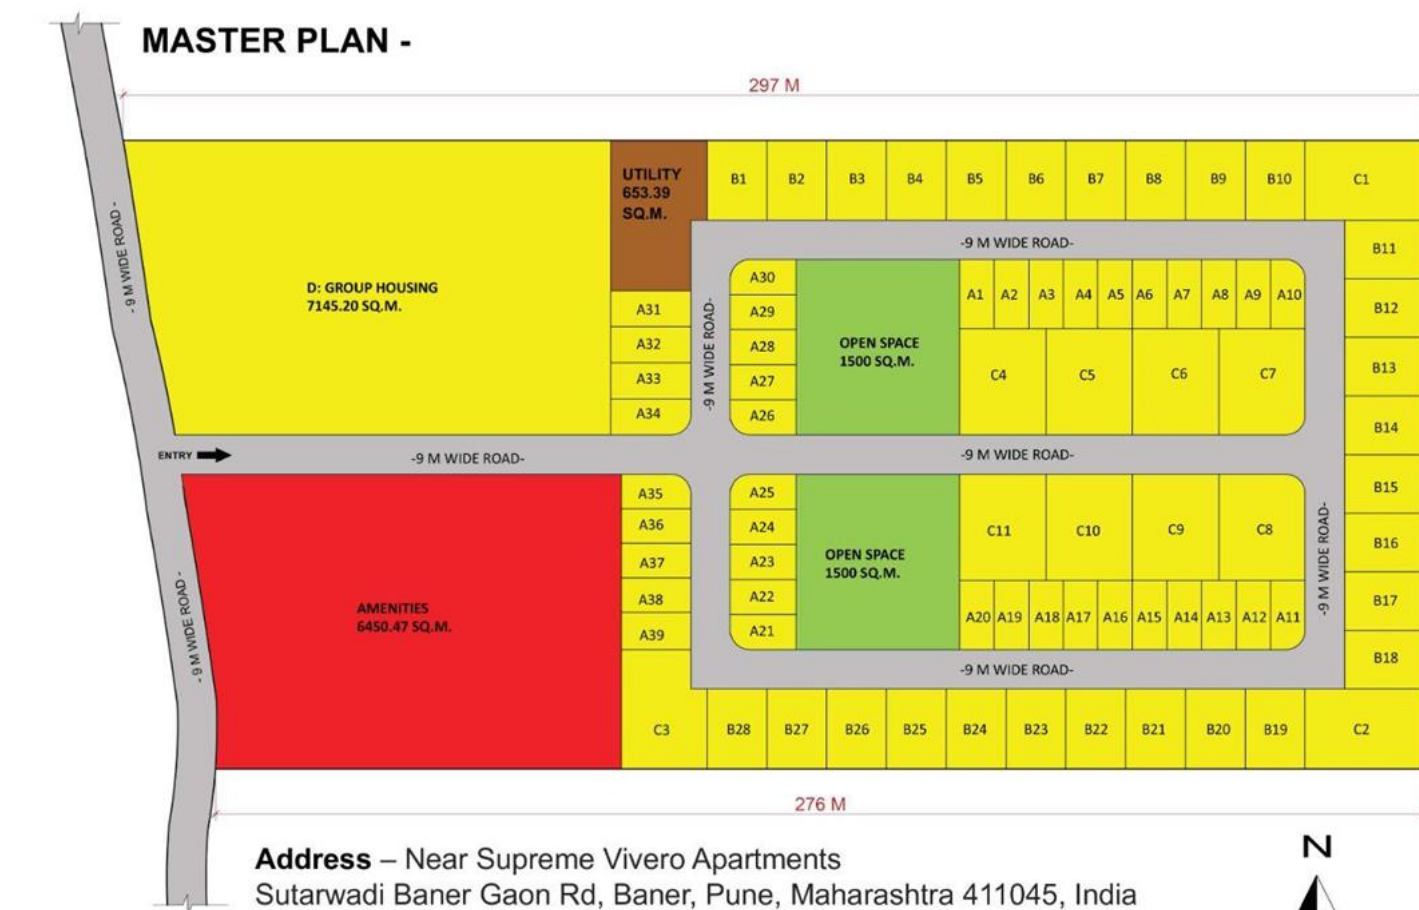 MASTER PLAN -
297 M
UTILITY
653.39
SQ.M.
B1 B2 B3 B4 B5 B6 B7 B8 B9 B10 C1
- 9 M WIDE ROAD -
-9 M WIDE ROAD-
B11
A30
A1 A2 A3 A4 A5 A6 A7 A8 A9 A10
D: GROUP HOUSING
7145.20 SQ.M.
A31
A29
B12
A32
-9 M WIDE ROAD-
A28
OPEN SPACE
1500 SQ.M.
A33
A27
C4 C5 C6 C7
B13
A34
A26
B14
ENTRY
-9 M WIDE ROAD-
-9 M WIDE ROAD-
A35
A25
B15
A36
A24
C11 C10 C9 C8
A37
A23
OPEN SPACE
1500 SQ.M.
B16
-9 M WIDE ROAD-
- 9 M WIDE ROAD -
AMENITIES
6450.47 SQ.M.
A38
A22
B17
A39
A21
A20 A19 A18 A17 A16 A15 A14 A13 A12 A11
B18
-9 M WIDE ROAD-
C3 B28 B27 B26 B25 B24 B23 B22 B21 B20 B19 C2
276 M
N
Address – Near Supreme Vivero Apartments
Sutarwadi Baner Gaon Rd, Baner, Pune, Maharashtra 411045, India